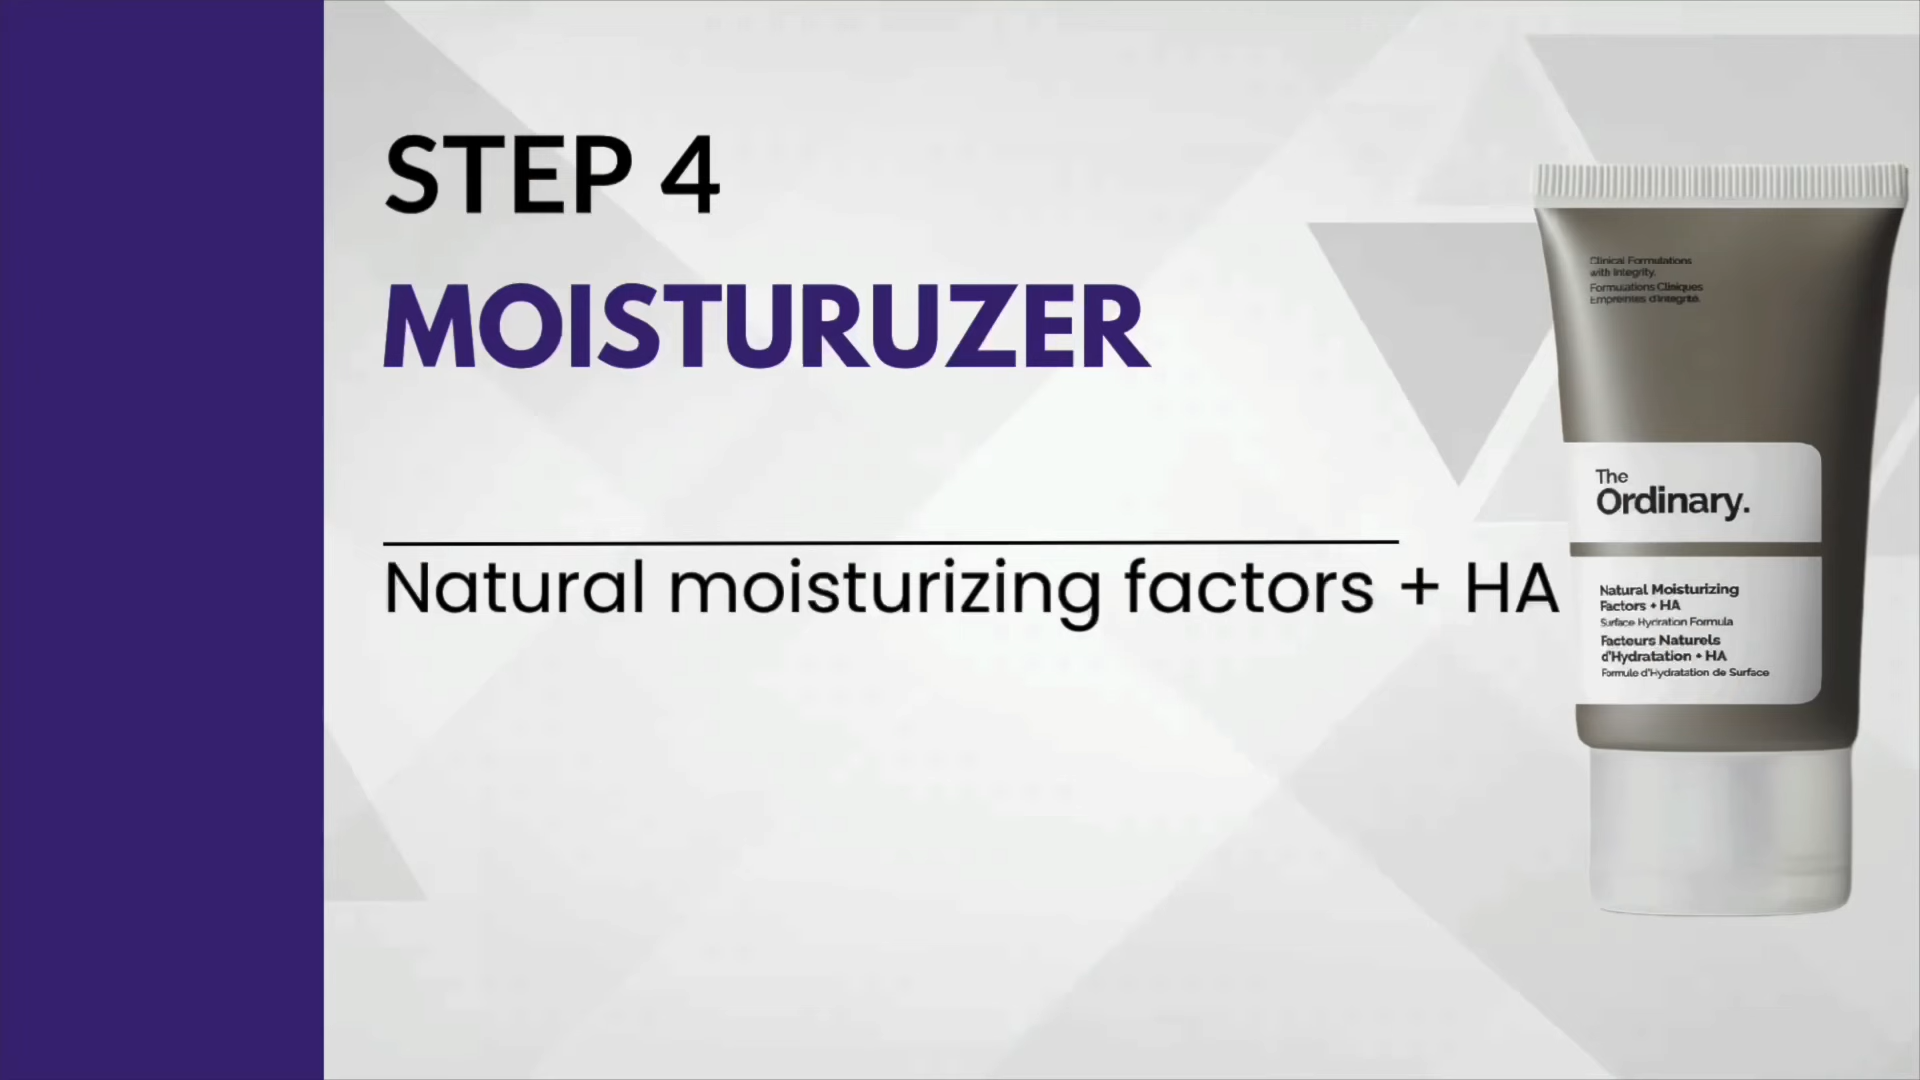 STEP 4
MOISTURUZER
Natural moisturizing factors + HA
Clinical Formulations
with Integrity.
Formulations Cliniques
Empreintes d'Intégrité.
The
Ordinary.
Natural Moisturizing
Factors + HA
Surface Hydration Formula
Facteurs Naturels
d'Hydratation + HA
Formule d'Hydratation de Surface